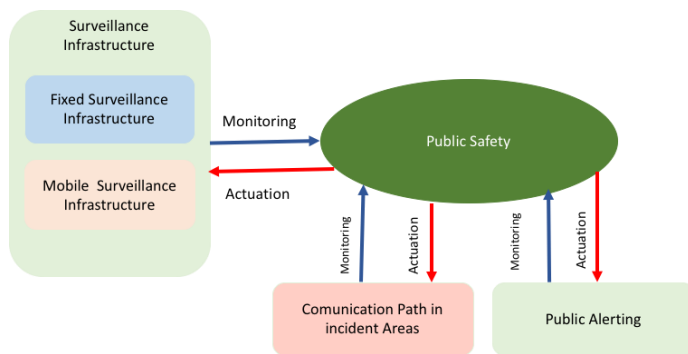 Surveillance
Infrastructure
Fixed Surveillance
Infrastructure
Monitoring
Public Safety
Mobile Surveillance
Infrastructure
Actuation
Monitoring
Actuation
Monitoring
Actuation
Comunication Path in
incident Areas
Public Alerting